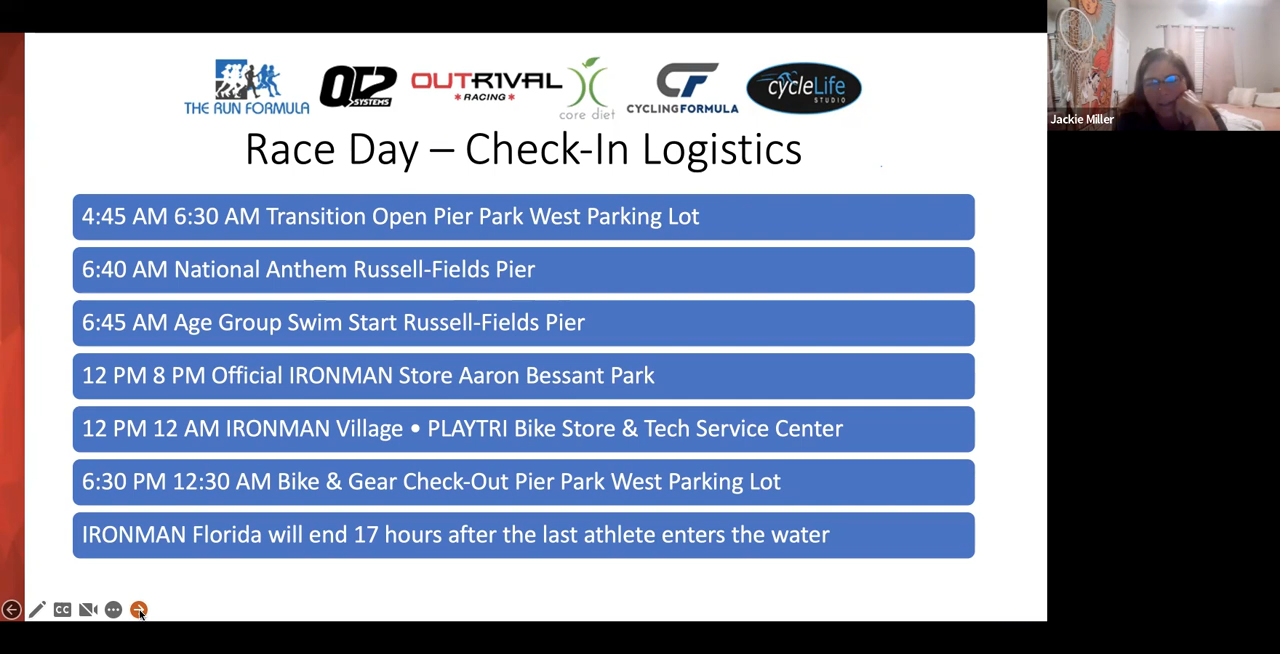 THE RUN FORMULA
OTP
SYSTEMS
OUTRIVAL
*RACING*
core diet
CF
CYCLINGFORMULA
cycleLife
STUDIO
Jackie Miller
Race Day – Check-In Logistics
4:45 AM 6:30 AM Transition Open Pier Park West Parking Lot
6:40 AM National Anthem Russell-Fields Pier
6:45 AM Age Group Swim Start Russell-Fields Pier
12 PM 8 PM Official IRONMAN Store Aaron Bessant Park
12 PM 12 AM IRONMAN Village • PLAYTRI Bike Store & Tech Service Center
6:30 PM 12:30 AM Bike & Gear Check-Out Pier Park West Parking Lot
IRONMAN Florida will end 17 hours after the last athlete enters the water
CC